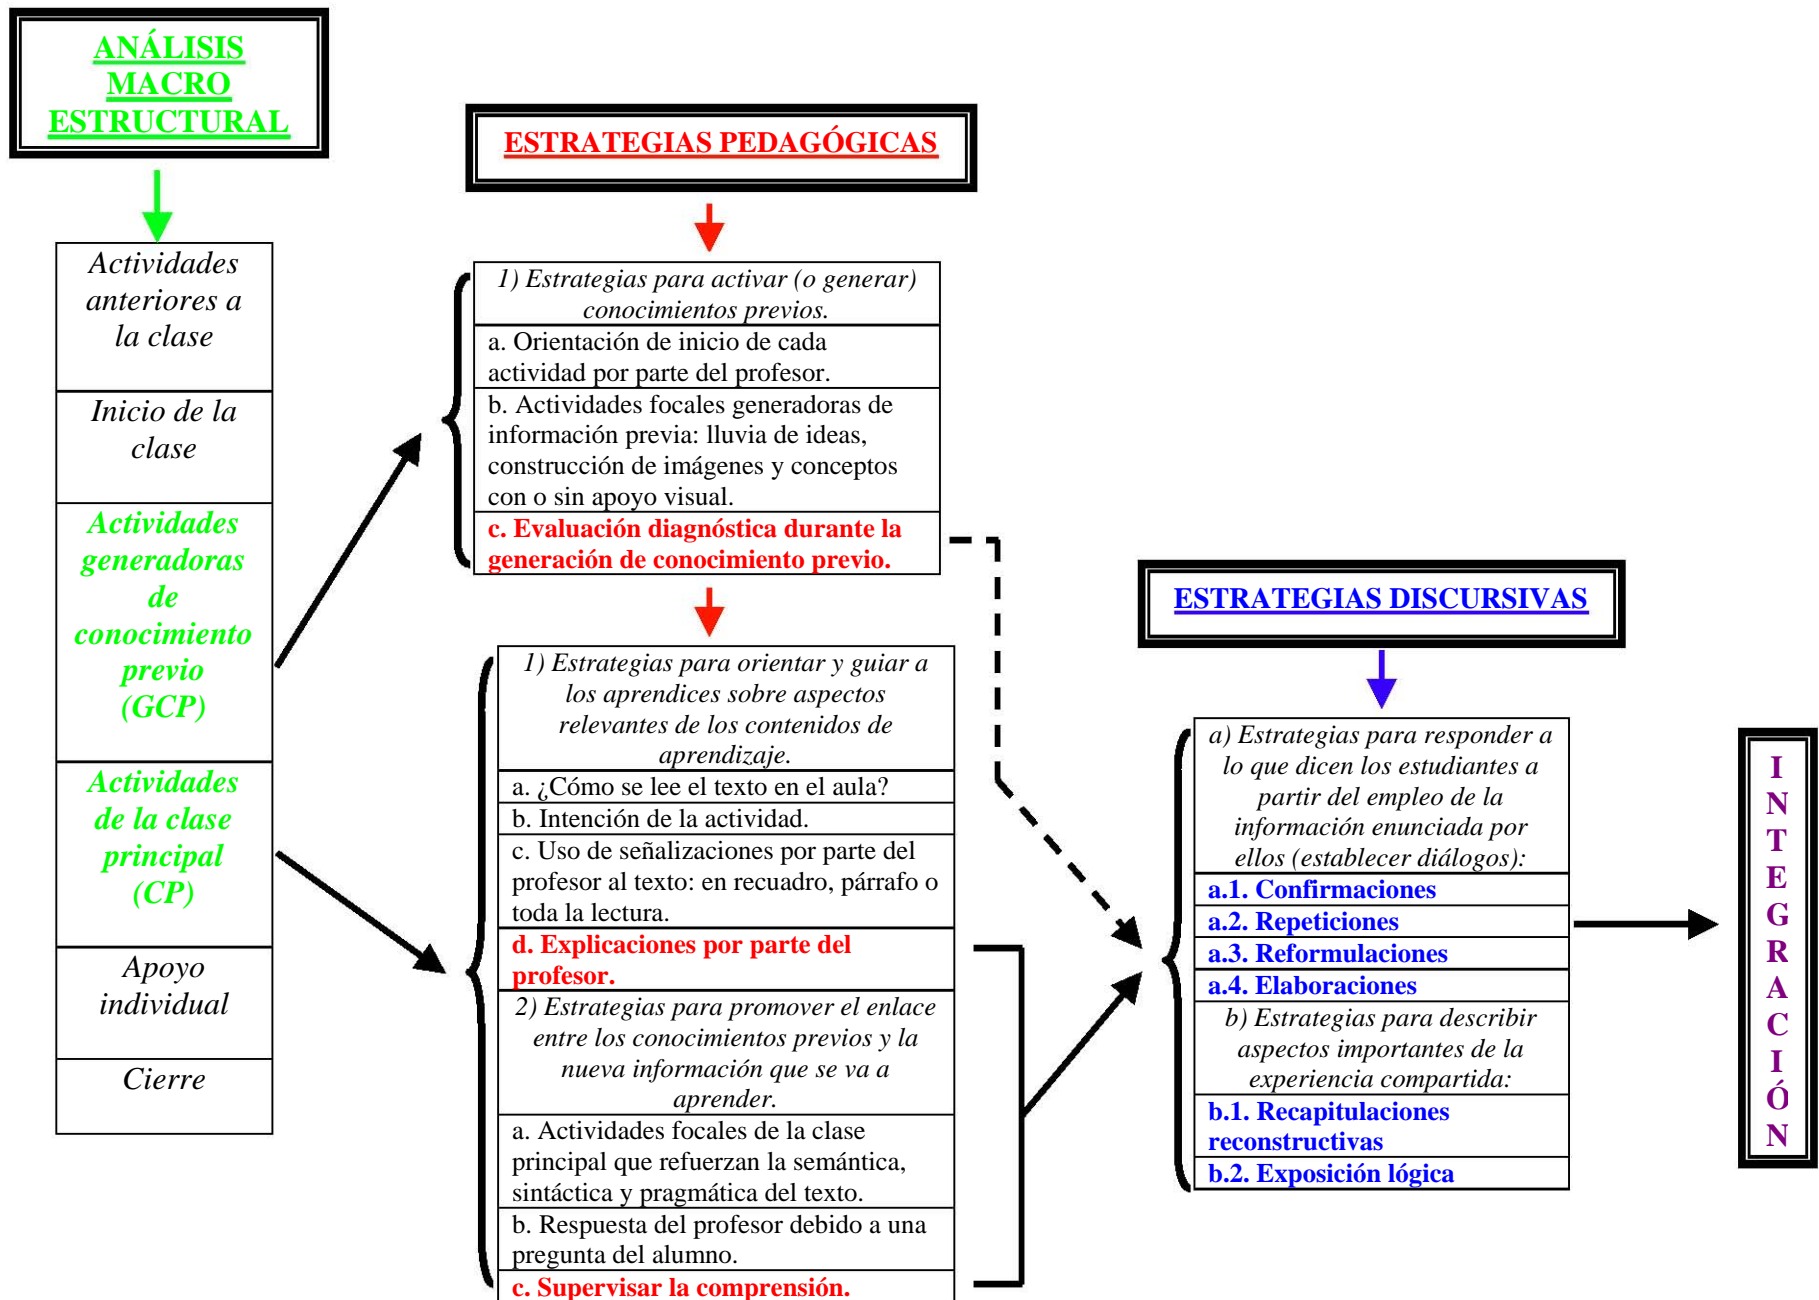 ANÁLISIS
MACRO
ESTRUCTURAL
Actividades
anteriores a
la clase
Inicio de la
clase
Actividades
generadoras
de
conocimiento
previo
(GCP)
Actividades
de la clase
principal
(CP)
Apoyo
individual
Cierre
ESTRATEGIAS PEDAGÓGICAS
1) Estrategias para activar (o generar)
conocimientos previos.
a. Orientación de inicio de cada
actividad por parte del profesor.
b. Actividades focales generadoras de
información previa: lluvia de ideas,
construcción de imágenes y conceptos
con o sin apoyo visual.
c. Evaluación diagnóstica durante la
generación de conocimiento previo.
1) Estrategias para orientar y guiar a
los aprendices sobre aspectos
relevantes de los contenidos de
aprendizaje.
a. ¿Cómo se lee el texto en el aula?
b. Intención de la actividad.
c. Uso de señalizaciones por parte del
profesor al texto: en recuadro, párrafo o
toda la lectura.
d. Explicaciones por parte del
profesor.
2) Estrategias para promover el enlace
entre los conocimientos previos y la
nueva información que se va a
aprender.
a. Actividades focales de la clase
principal que refuerzan la semántica,
sintáctica y pragmática del texto.
b. Respuesta del profesor debido a una
pregunta del alumno.
c. Supervisar la comprensión.
ESTRATEGIAS DISCURSIVAS
a) Estrategias para responder a
lo que dicen los estudiantes a
partir del empleo de la
información enunciada por
ellos (establecer diálogos):
a.1. Confirmaciones
a.2. Repeticiones
a.3. Reformulaciones
a.4. Elaboraciones
b) Estrategias para describir
aspectos importantes de la
experiencia compartida:
b.1. Recapitulaciones
reconstructivas
b.2. Exposición lógica
I
N
T
E
G
R
A
C
I
Ó
N